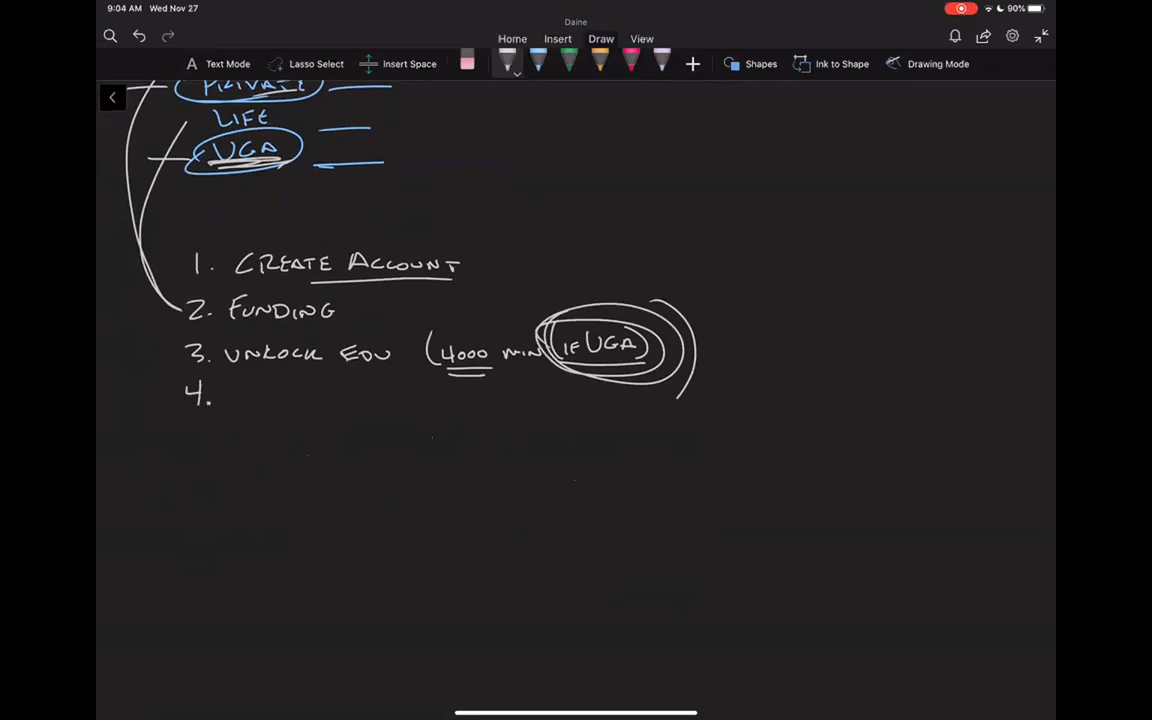 9:04 AM Wed Nov 27
90%
Daine
Home Insert Draw View
Text Mode Lasso Select Insert Space Shapes Ink to Shape Drawing Mode
PRIVATE
LIFE
UGA
1. CREATE ACCOUNT
2. FUNDING
3. UNLOCK EDU (4000 MIN (IF UGA))
4.